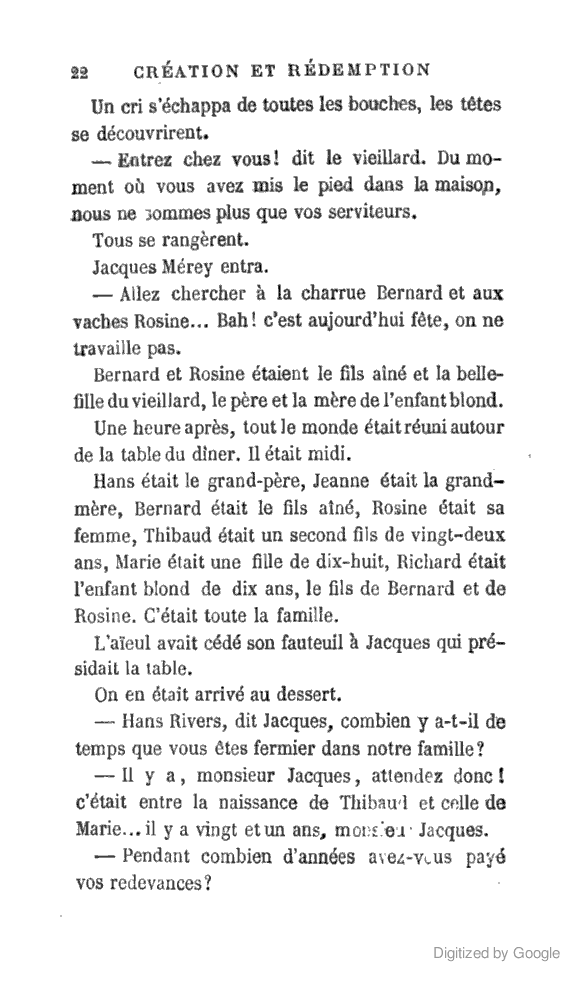 22 CRÉATION ET RÉDEMPTION
Un cri s'échappa de toutes les bouches, les têtes
se découvrirent.
— Entrez chez vous! dit le vieillard. Du mo-
ment où vous avez mis le pied dans la maison,
nous ne sommes plus que vos serviteurs.
Tous se rangèrent.
Jacques Mérey entra.
— Allez chercher à la charrue Bernard et aux
vaches Rosine... Bah! c'est aujourd'hui fête, on ne
travaille pas.
Bernard et Rosine étaient le fils aîné et la belle-
fille du vieillard, le père et la mère de l'enfant blond.
Une heure après, tout le monde était réuni autour
de la table du dîner. Il était midi.
Hans était le grand-père, Jeanne était la grand-
mère, Bernard était le fils aîné, Rosine était sa
femme, Thibaud était un second fils de vingt-deux
ans, Marie était une fille de dix-huit, Richard était
l'enfant blond de dix ans, le fils de Bernard et de
Rosine. C'était toute la famille.
L'aïeul avait cédé son fauteuil à Jacques qui pré-
sidait la table.
On en était arrivé au dessert.
— Hans Rivers, dit Jacques, combien y a-t-il de
temps que vous êtes fermier dans notre famille?
— Il y a, monsieur Jacques, attendez donc!
c'était entre la naissance de Thibaud et celle de
Marie... il y a vingt et un ans, monsieur Jacques.
— Pendant combien d'années avez-vous payé
vos redevances?
Digitized by Google